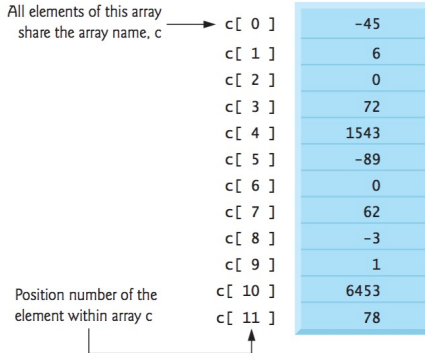 All elements of this array
share the array name, c
c[ 0 ] -45
c[ 1 ] 6
c[ 2 ] 0
c[ 3 ] 72
c[ 4 ] 1543
c[ 5 ] -89
c[ 6 ] 0
c[ 7 ] 62
c[ 8 ] -3
c[ 9 ] 1
c[ 10 ] 6453
c[ 11 ] 78
Position number of the
element within array c